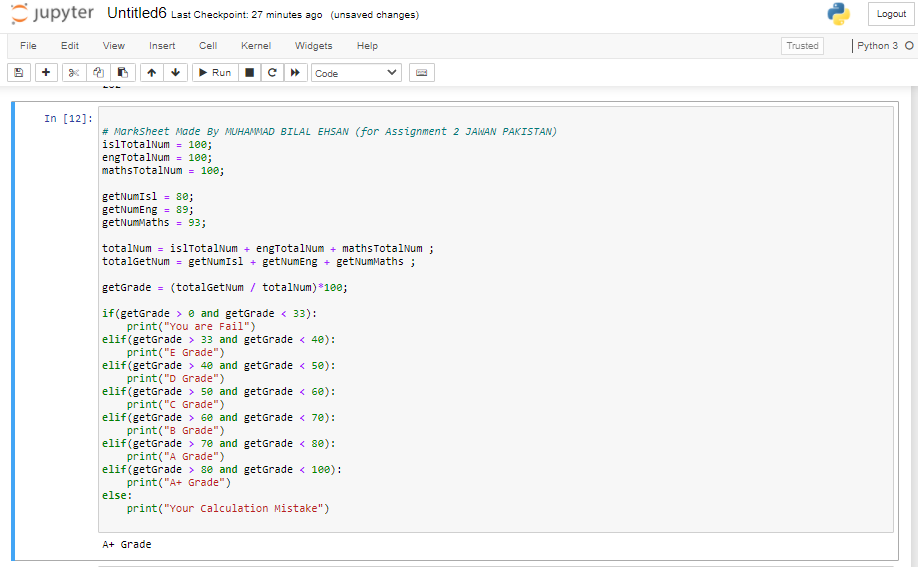 jupyter Untitled6 Last Checkpoint: 27 minutes ago (unsaved changes) Logout
File Edit View Insert Cell Kernel Widgets Help Trusted Python 3
Run Code
In [12]:
# MarkSheet Made By MUHAMMAD BILAL EHSAN (for Assignment 2 JAWAN PAKISTAN)
islTotalNum = 100;
engTotalNum = 100;
mathsTotalNum = 100;
getNumIsl = 80;
getNumEng = 89;
getNumMaths = 93;
totalNum = islTotalNum + engTotalNum + mathsTotalNum ;
totalGetNum = getNumIsl + getNumEng + getNumMaths ;
getGrade = (totalGetNum / totalNum)*100;
if(getGrade > 0 and getGrade < 33):
    print("You are Fail")
elif(getGrade > 33 and getGrade < 40):
    print("E Grade")
elif(getGrade > 40 and getGrade < 50):
    print("D Grade")
elif(getGrade > 50 and getGrade < 60):
    print("C Grade")
elif(getGrade > 60 and getGrade < 70):
    print("B Grade")
elif(getGrade > 70 and getGrade < 80):
    print("A Grade")
elif(getGrade > 80 and getGrade < 100):
    print("A+ Grade")
else:
    print("Your Calculation Mistake")
A+ Grade